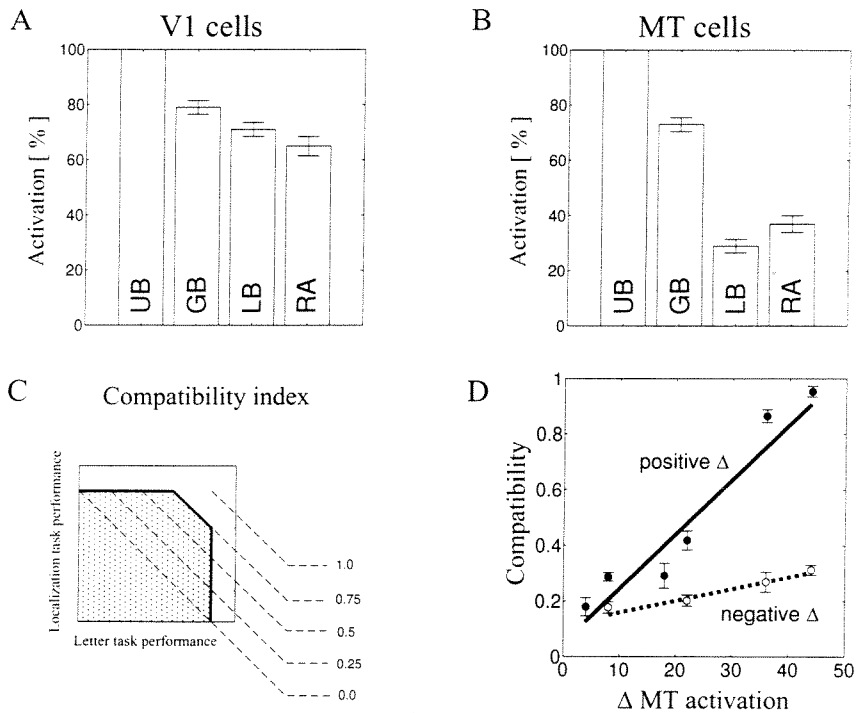 A
V1 cells
Activation [ % ]
100
80
60
40
20
0
UB
GB
LB
RA
B
MT cells
Activation [ % ]
100
80
60
40
20
0
UB
GB
LB
RA
C
Compatibility index
Localization task performance
Letter task performance
1.0
0.75
0.5
0.25
0.0
D
Compatibility
1
0.8
0.6
0.4
0.2
0
positive Δ
negative Δ
0 10 20 30 40 50
Δ MT activation